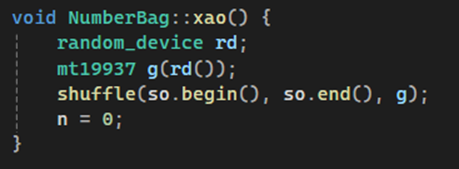 void NumberBag::xao() {
random_device rd;
mt19937 g(rd());
shuffle(so.begin(), so.end(), g);
n = 0;
}